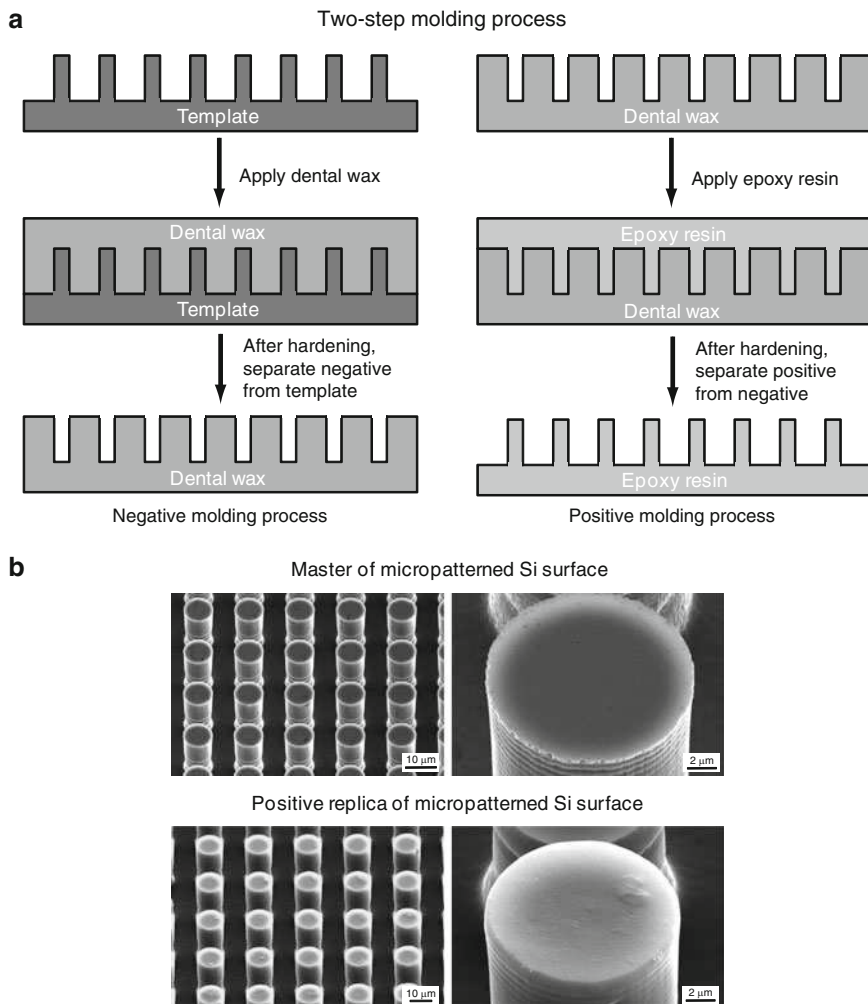 a
Two-step molding process
Template
Apply dental wax
Dental wax
Template
After hardening,
separate negative
from template
Dental wax
Negative molding process
Dental wax
Apply epoxy resin
Epoxy resin
Dental wax
After hardening,
separate positive
from negative
Epoxy resin
Positive molding process
b
Master of micropatterned Si surface
10 μm
2 μm
Positive replica of micropatterned Si surface
10 μm
2 μm